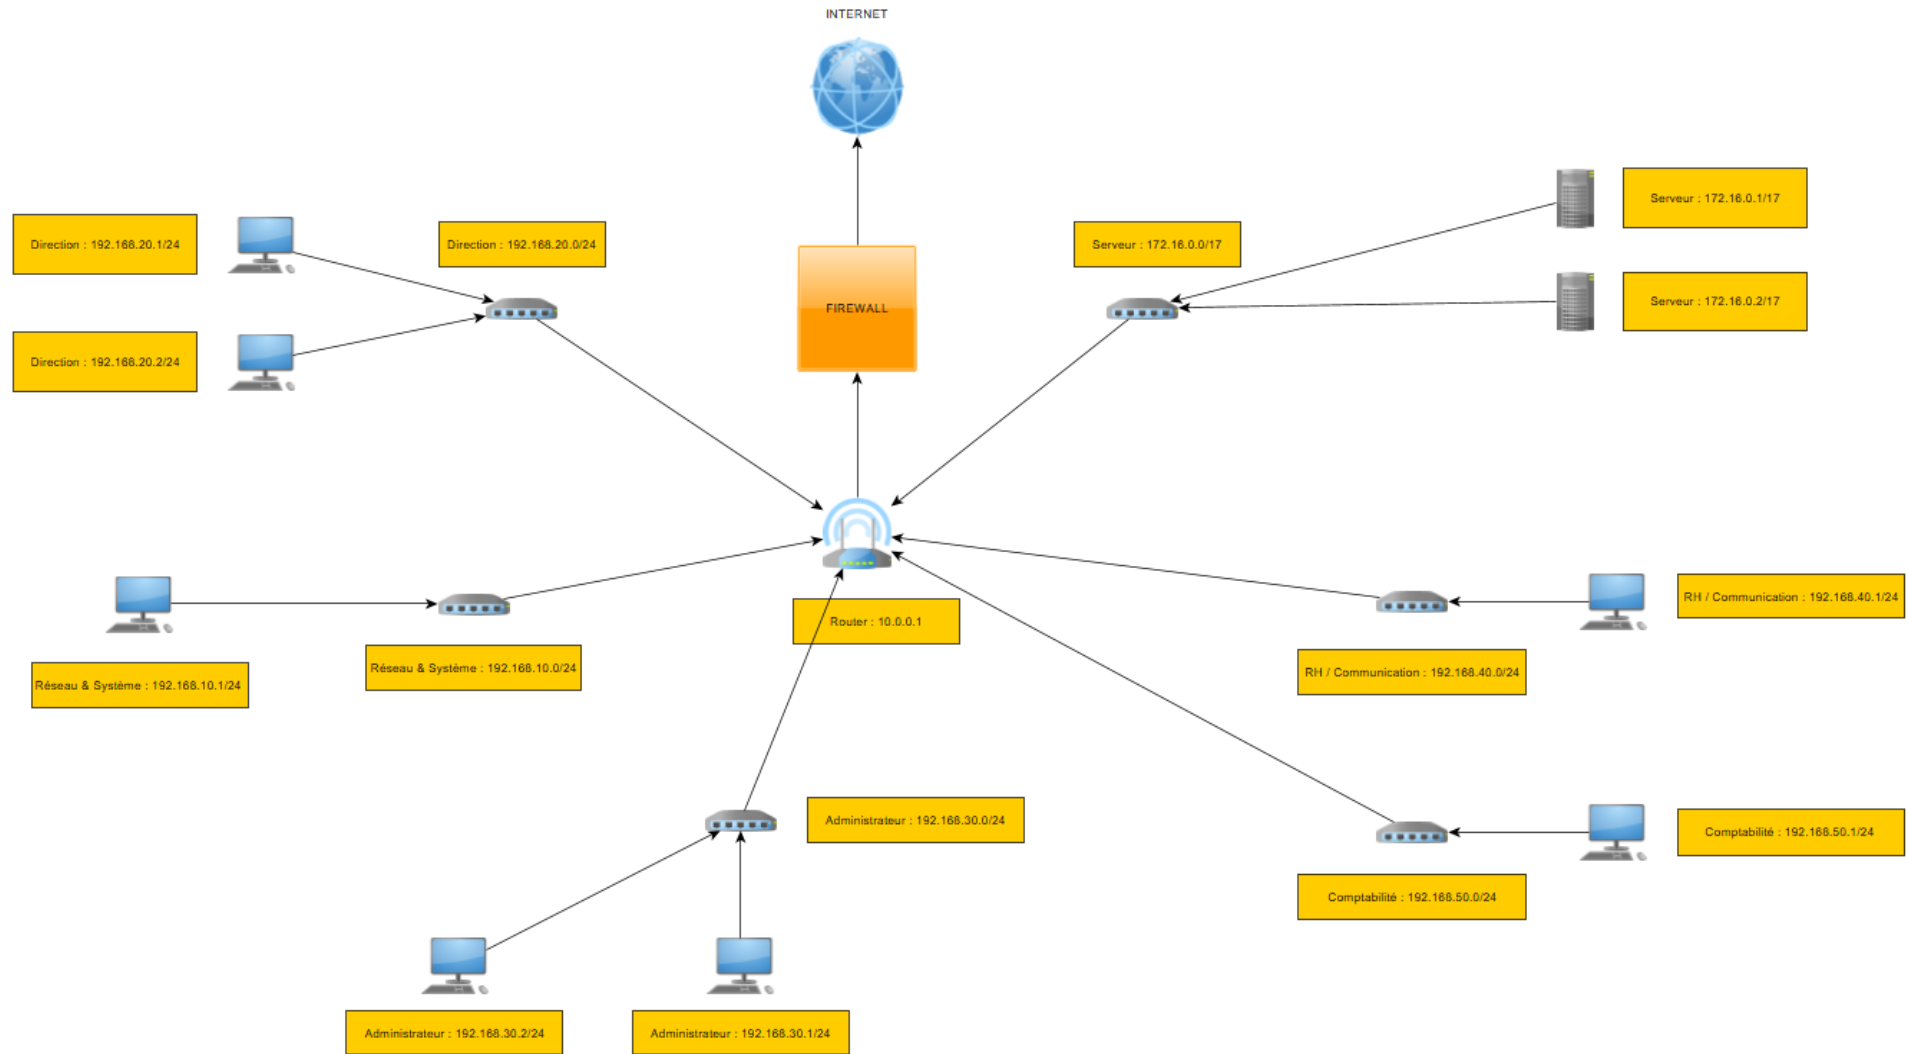 INTERNET
Serveur : 172.16.0.1/17
Direction : 192.168.20.1/24
Direction : 192.168.20.0/24
Serveur : 172.16.0.0/17
FIREWALL
Serveur : 172.16.0.2/17
Direction : 192.168.20.2/24
RH / Communication : 192.168.40.1/24
Router : 10.0.0.1
Réseau & Système : 192.168.10.0/24
RH / Communication : 192.168.40.0/24
Réseau & Système : 192.168.10.1/24
Administrateur : 192.168.30.0/24
Comptabilité : 192.168.50.1/24
Comptabilité : 192.168.50.0/24
Administrateur : 192.168.30.2/24
Administrateur : 192.168.30.1/24